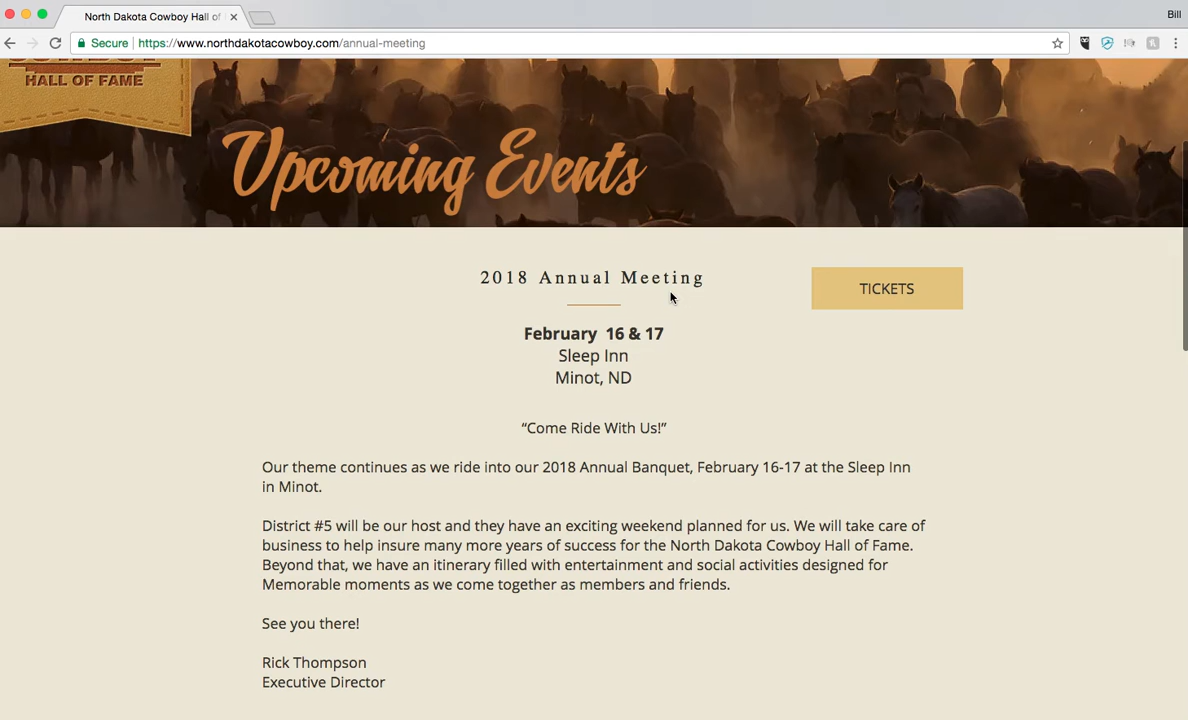 North Dakota Cowboy Hall of
Bill
Secure https://www.northdakotacowboy.com/annual-meeting
HALL OF FAME
Upcoming Events
2018 Annual Meeting
TICKETS
February 16 & 17
Sleep Inn
Minot, ND
“Come Ride With Us!”
Our theme continues as we ride into our 2018 Annual Banquet, February 16-17 at the Sleep Inn
in Minot.
District #5 will be our host and they have an exciting weekend planned for us. We will take care of
business to help insure many more years of success for the North Dakota Cowboy Hall of Fame.
Beyond that, we have an itinerary filled with entertainment and social activities designed for
Memorable moments as we come together as members and friends.
See you there!
Rick Thompson
Executive Director